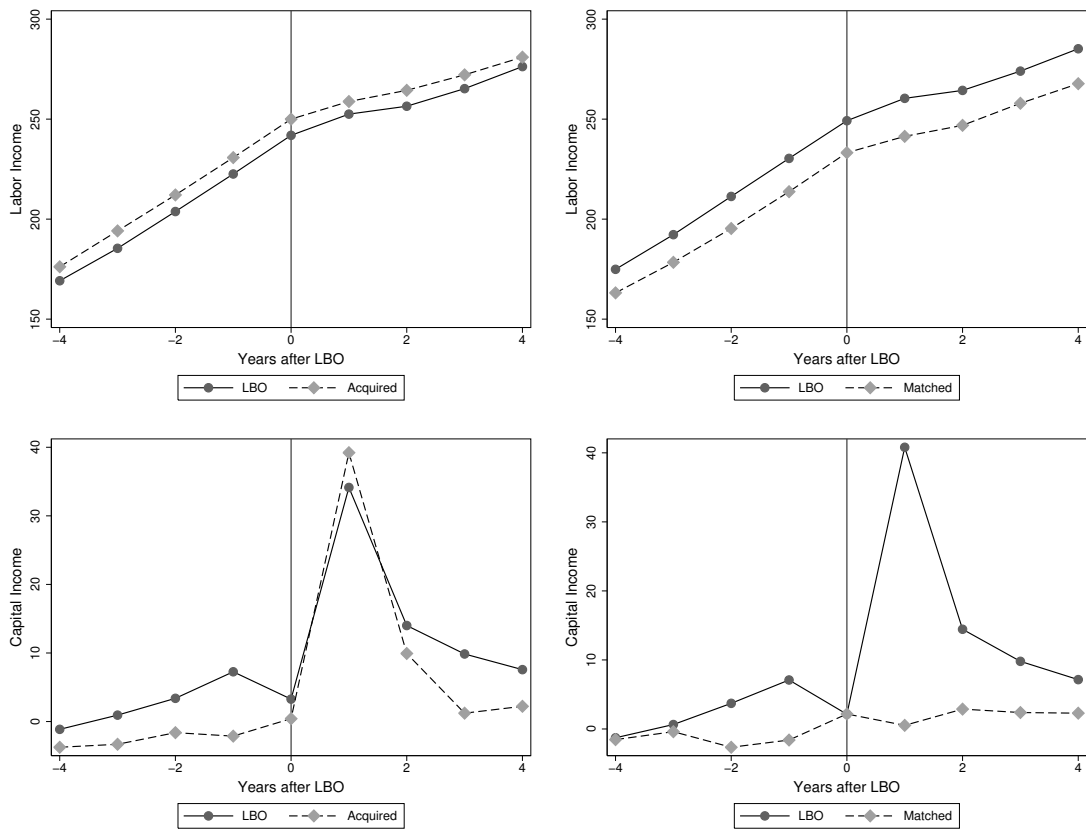 300
250
200
150
Labor Income
−4 −2 0 2 4
Years after LBO
LBO Acquired
300
250
200
150
Labor Income
−4 −2 0 2 4
Years after LBO
LBO Matched
40
30
20
10
0
Capital Income
−4 −2 0 2 4
Years after LBO
LBO Acquired
40
30
20
10
0
Capital Income
−4 −2 0 2 4
Years after LBO
LBO Matched